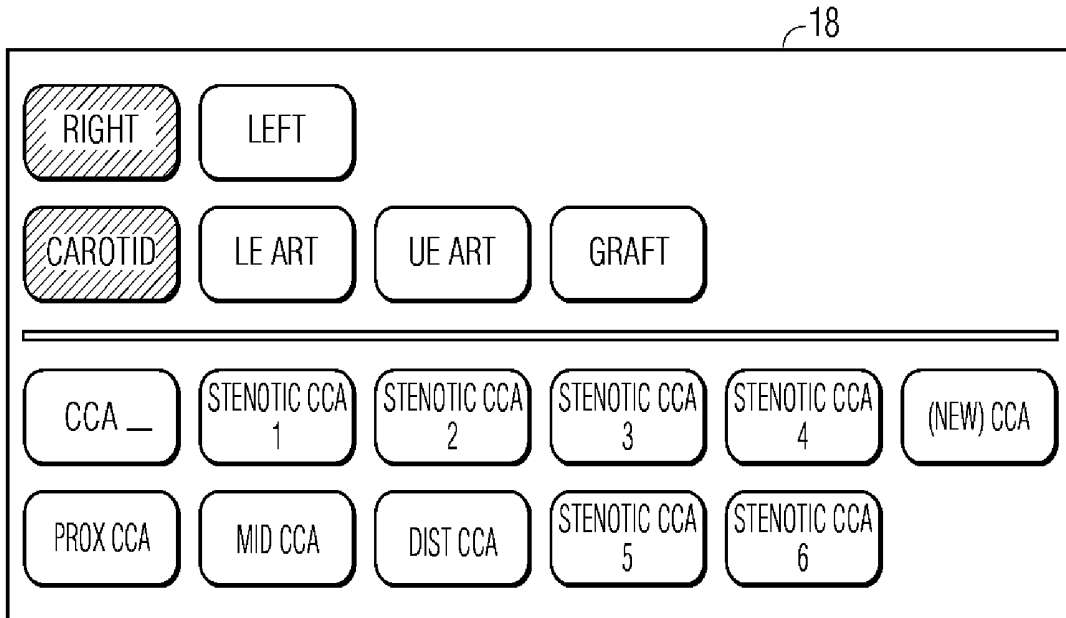 18
RIGHT LEFT
CAROTID LE ART UE ART GRAFT
CCA _ STENOTIC CCA 1 STENOTIC CCA 2 STENOTIC CCA 3 STENOTIC CCA 4 (NEW) CCA
PROX CCA MID CCA DIST CCA STENOTIC CCA 5 STENOTIC CCA 6